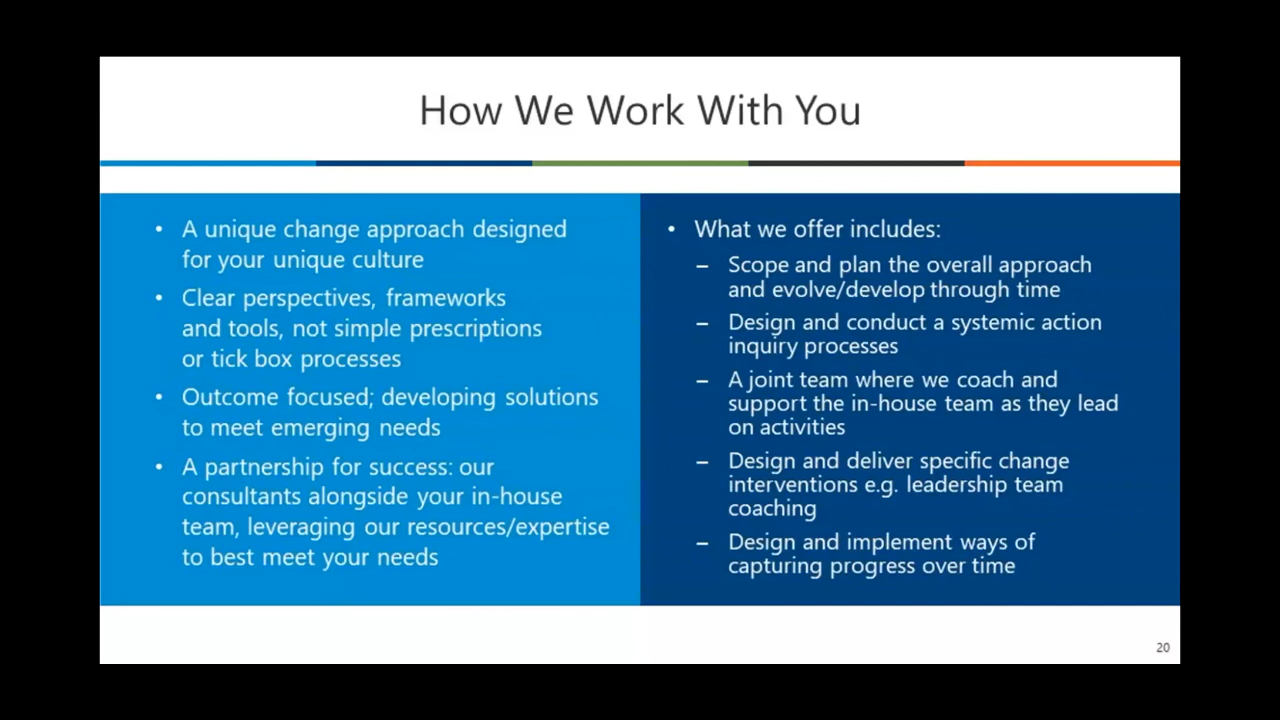 How We Work With You
• A unique change approach designed
for your unique culture
• Clear perspectives, frameworks
and tools, not simple prescriptions
or tick box processes
• Outcome focused; developing solutions
to meet emerging needs
• A partnership for success: our
consultants alongside your in-house
team, leveraging our resources/expertise
to best meet your needs
• What we offer includes:
– Scope and plan the overall approach
and evolve/develop through time
– Design and conduct a systemic action
inquiry processes
– A joint team where we coach and
support the in-house team as they lead
on activities
– Design and deliver specific change
interventions e.g. leadership team
coaching
– Design and implement ways of
capturing progress over time
20